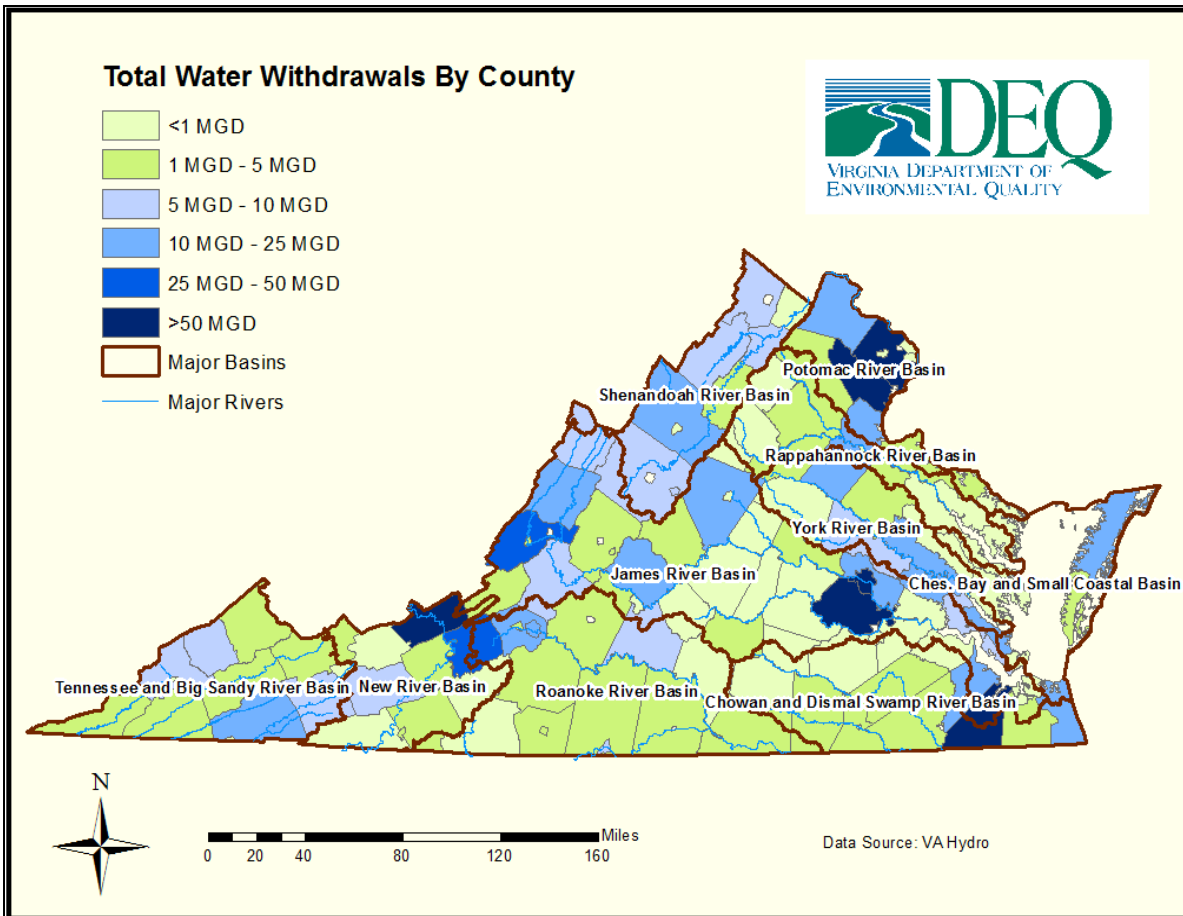 Total Water Withdrawals By County
<1 MGD
1 MGD - 5 MGD
5 MGD - 10 MGD
10 MGD - 25 MGD
25 MGD - 50 MGD
>50 MGD
Major Basins
Major Rivers
DEQ
VIRGINIA DEPARTMENT OF
ENVIRONMENTAL QUALITY
Potomac River Basin
Shenandoah River Basin
Rappahannock River Basin
York River Basin
James River Basin
Ches. Bay and Small Coastal Basin
Tennessee and Big Sandy River Basin
New River Basin
Roanoke River Basin
Chowan and Dismal Swamp River Basin
N
Miles
0 20 40 80 120 160
Data Source: VA Hydro